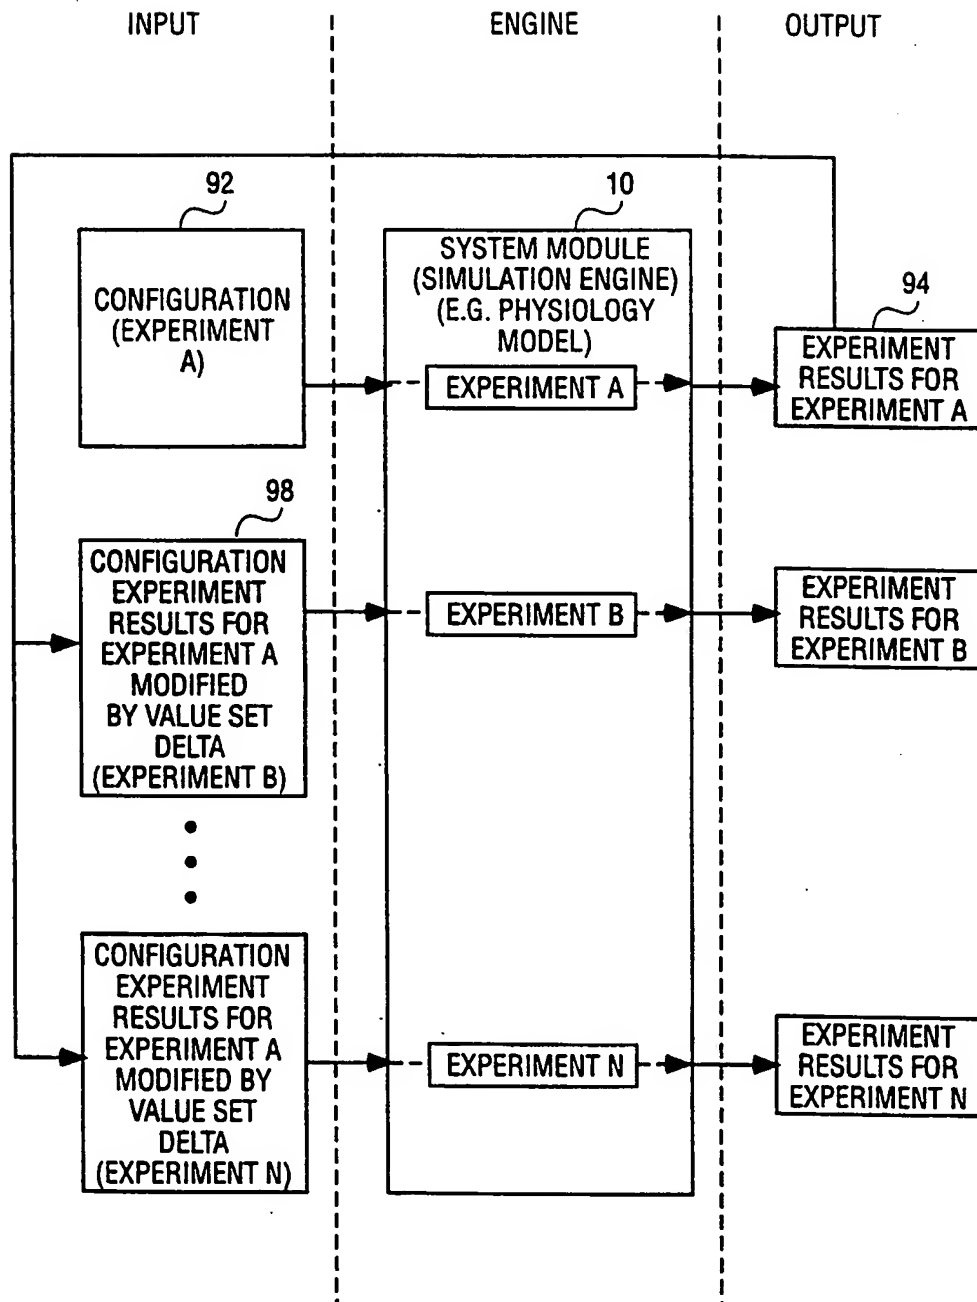 INPUT
ENGINE
OUTPUT
92
CONFIGURATION
(EXPERIMENT
A)
10
SYSTEM MODULE
(SIMULATION ENGINE)
(E.G. PHYSIOLOGY
MODEL)
EXPERIMENT A
94
EXPERIMENT
RESULTS FOR
EXPERIMENT A
98
CONFIGURATION
EXPERIMENT
RESULTS FOR
EXPERIMENT A
MODIFIED
BY VALUE SET
DELTA
(EXPERIMENT B)
EXPERIMENT B
EXPERIMENT
RESULTS FOR
EXPERIMENT B
CONFIGURATION
EXPERIMENT
RESULTS FOR
EXPERIMENT A
MODIFIED BY
VALUE SET
DELTA
(EXPERIMENT N)
EXPERIMENT N
EXPERIMENT
RESULTS FOR
EXPERIMENT N